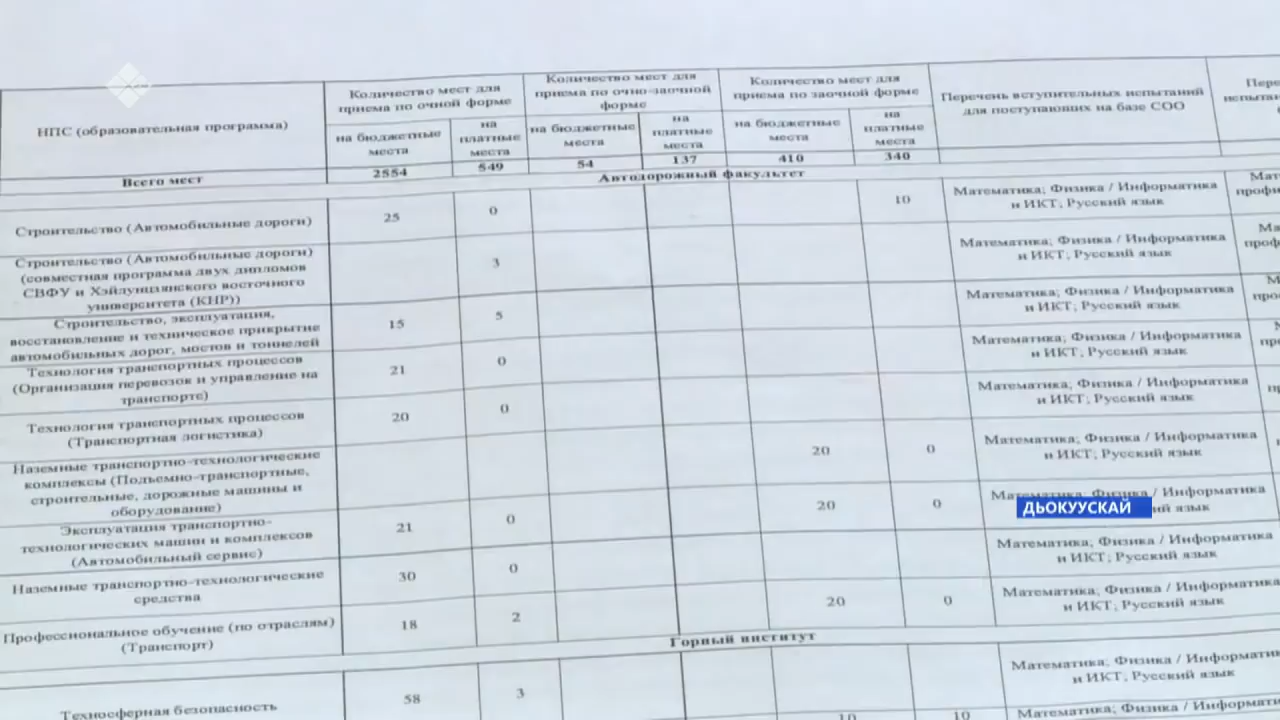 НПС (образовательная программа)
Количество мест для
приема по очной форме
Количество мест для
приема по очно-заочной
форме
Количество мест для
приема по заочной форме
Перечень вступительных испытаний
для поступающих на базе СОО
на бюджетные
места
на
платные
места
на бюджетные
места
на
платные
места
на бюджетные
места
на
платные
места
Всего мест 2554 549 54 137 410 340
Автодорожный факультет
Строительство (Автомобильные дороги) 25 0 10
Математика; Физика / Информатика
и ИКТ; Русский язык
Строительство (Автомобильные дороги)
(совместная программа двух дипломов
СВФУ и Хэйлунцзянского восточного
университета (КНР))
3
Математика; Физика / Информатика
и ИКТ; Русский язык
Строительство, эксплуатация,
восстановление и техническое прикрытие
автомобильных дорог, мостов и тоннелей
15 5
Математика; Физика / Информатика
и ИКТ; Русский язык
Технология транспортных процессов
(Организация перевозок и управление на
транспорте)
21 0
Математика; Физика / Информатика
и ИКТ; Русский язык
Технология транспортных процессов
(Транспортная логистика)
20 0
Математика; Физика / Информатика
и ИКТ; Русский язык
Наземные транспортно-технологические
комплексы (Подъемно-транспортные,
строительные, дорожные машины и
оборудование)
20 0
Математика; Физика / Информатика
и ИКТ; Русский язык
Эксплуатация транспортно-
технологических машин и комплексов
(Автомобильный сервис)
21 0 20 0
/ Информатика
язык
ДЬОКУУСКАЙ
Наземные транспортно-технологические
средства
30 0
Математика; Физика / Информатика
и ИКТ; Русский язык
Профессиональное обучение (по отраслям)
(Транспорт)
18 2 20 0
Математика; Физика / Информатика
и ИКТ; Русский язык
Горный институт
Техносферная безопасность 58 3
Математика; Физика / Информатика
и ИКТ; Русский язык
10 10
Математика; Физика / Информатика